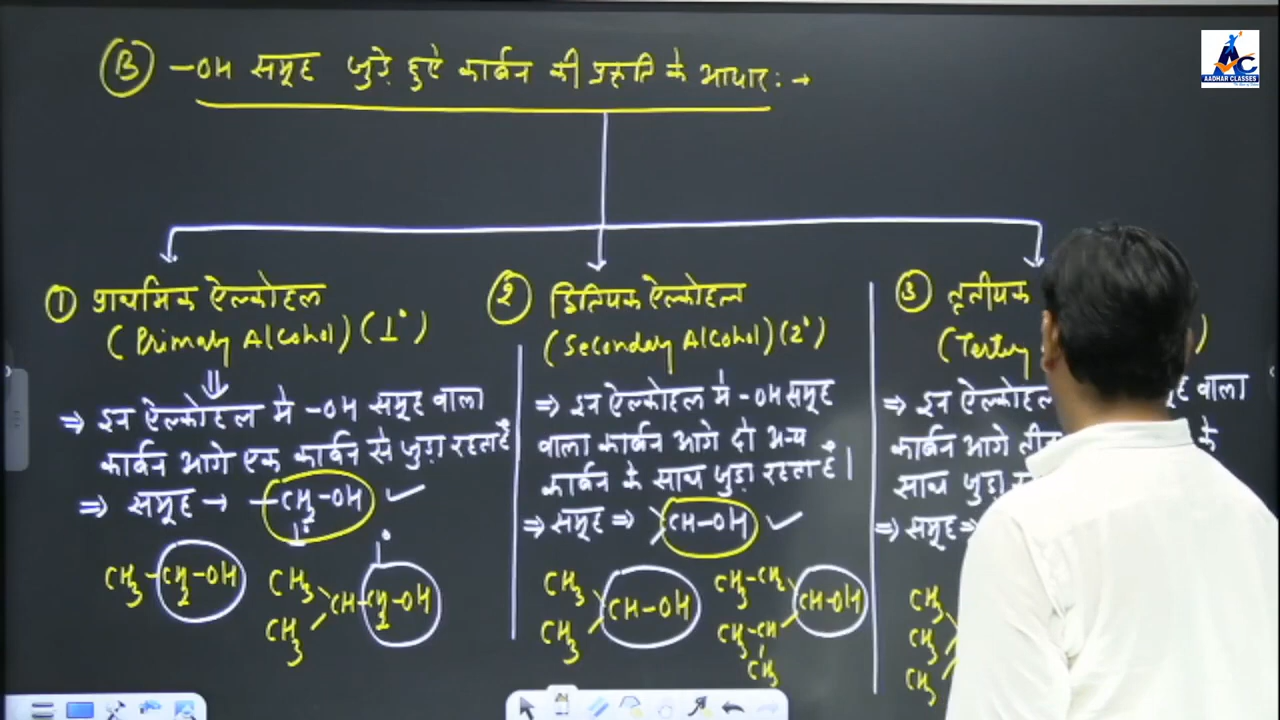 B -OH समूह जुड़े हुऐ कार्बन की प्रकृति के आधार :→
AADHAR CLASSES
① प्राथमिक ऐल्कोहल
(Primary Alcohol) (1°)
⇒ इन ऐल्कोहल मे -OH समूह वाला
कार्बन आगे एक कार्बन से जुड़ा रहता है
⇒ समूह → -CH₂-OH ✓
1°
CH₃-CH₂-OH
CH₃
CH-CH₂-OH
CH₃
② द्वितियक ऐल्कोहल
(Secondary Alcohol) (2°)
⇒ इन ऐल्कोहल मे -OH समूह
वाला कार्बन आगे दो अन्य
कार्बन के साथ जुड़ा रहता है।
⇒ समूह ⇒ >CH-OH ✓
CH₃
CH-OH
CH₃
CH₃-CH₂
CH-OH
CH₃-CH
CH₃
③ तृतीयक
(Tertiry
⇒ इन ऐल्कोहल वाला
कार्बन आगे के
साथ जुड़ा
⇒ समूह ⇒
CH₃
CH₃
CH₃